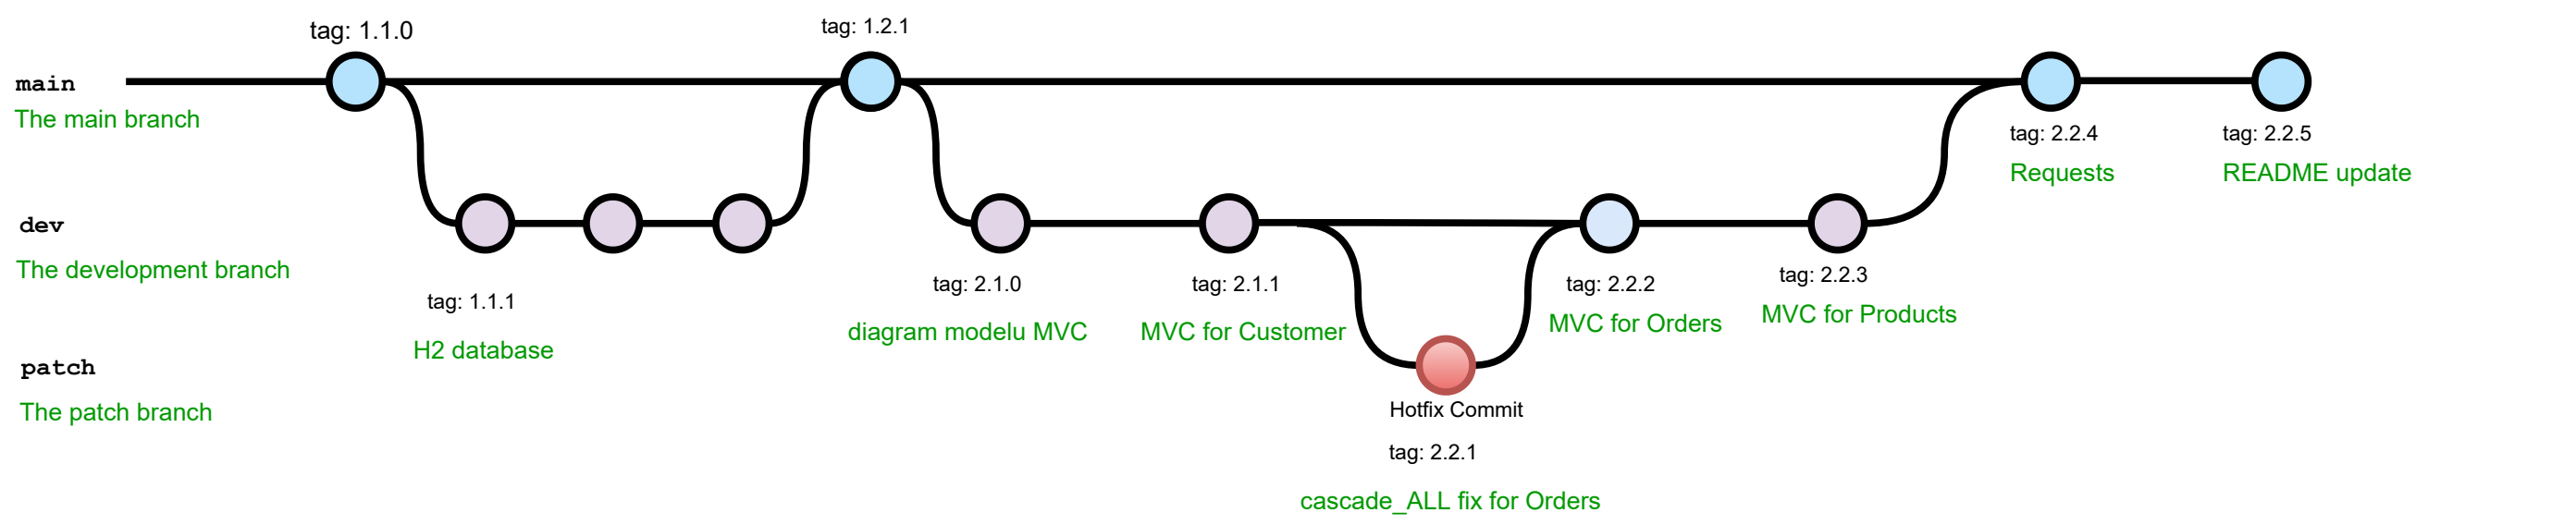 tag: 1.1.0
tag: 1.2.1
main
The main branch
tag: 2.2.4
tag: 2.2.5
Requests
README update
dev
The development branch
tag: 1.1.1
H2 database
tag: 2.1.0
diagram modelu MVC
tag: 2.1.1
MVC for Customer
tag: 2.2.2
MVC for Orders
tag: 2.2.3
MVC for Products
patch
The patch branch
Hotfix Commit
tag: 2.2.1
cascade_ALL fix for Orders